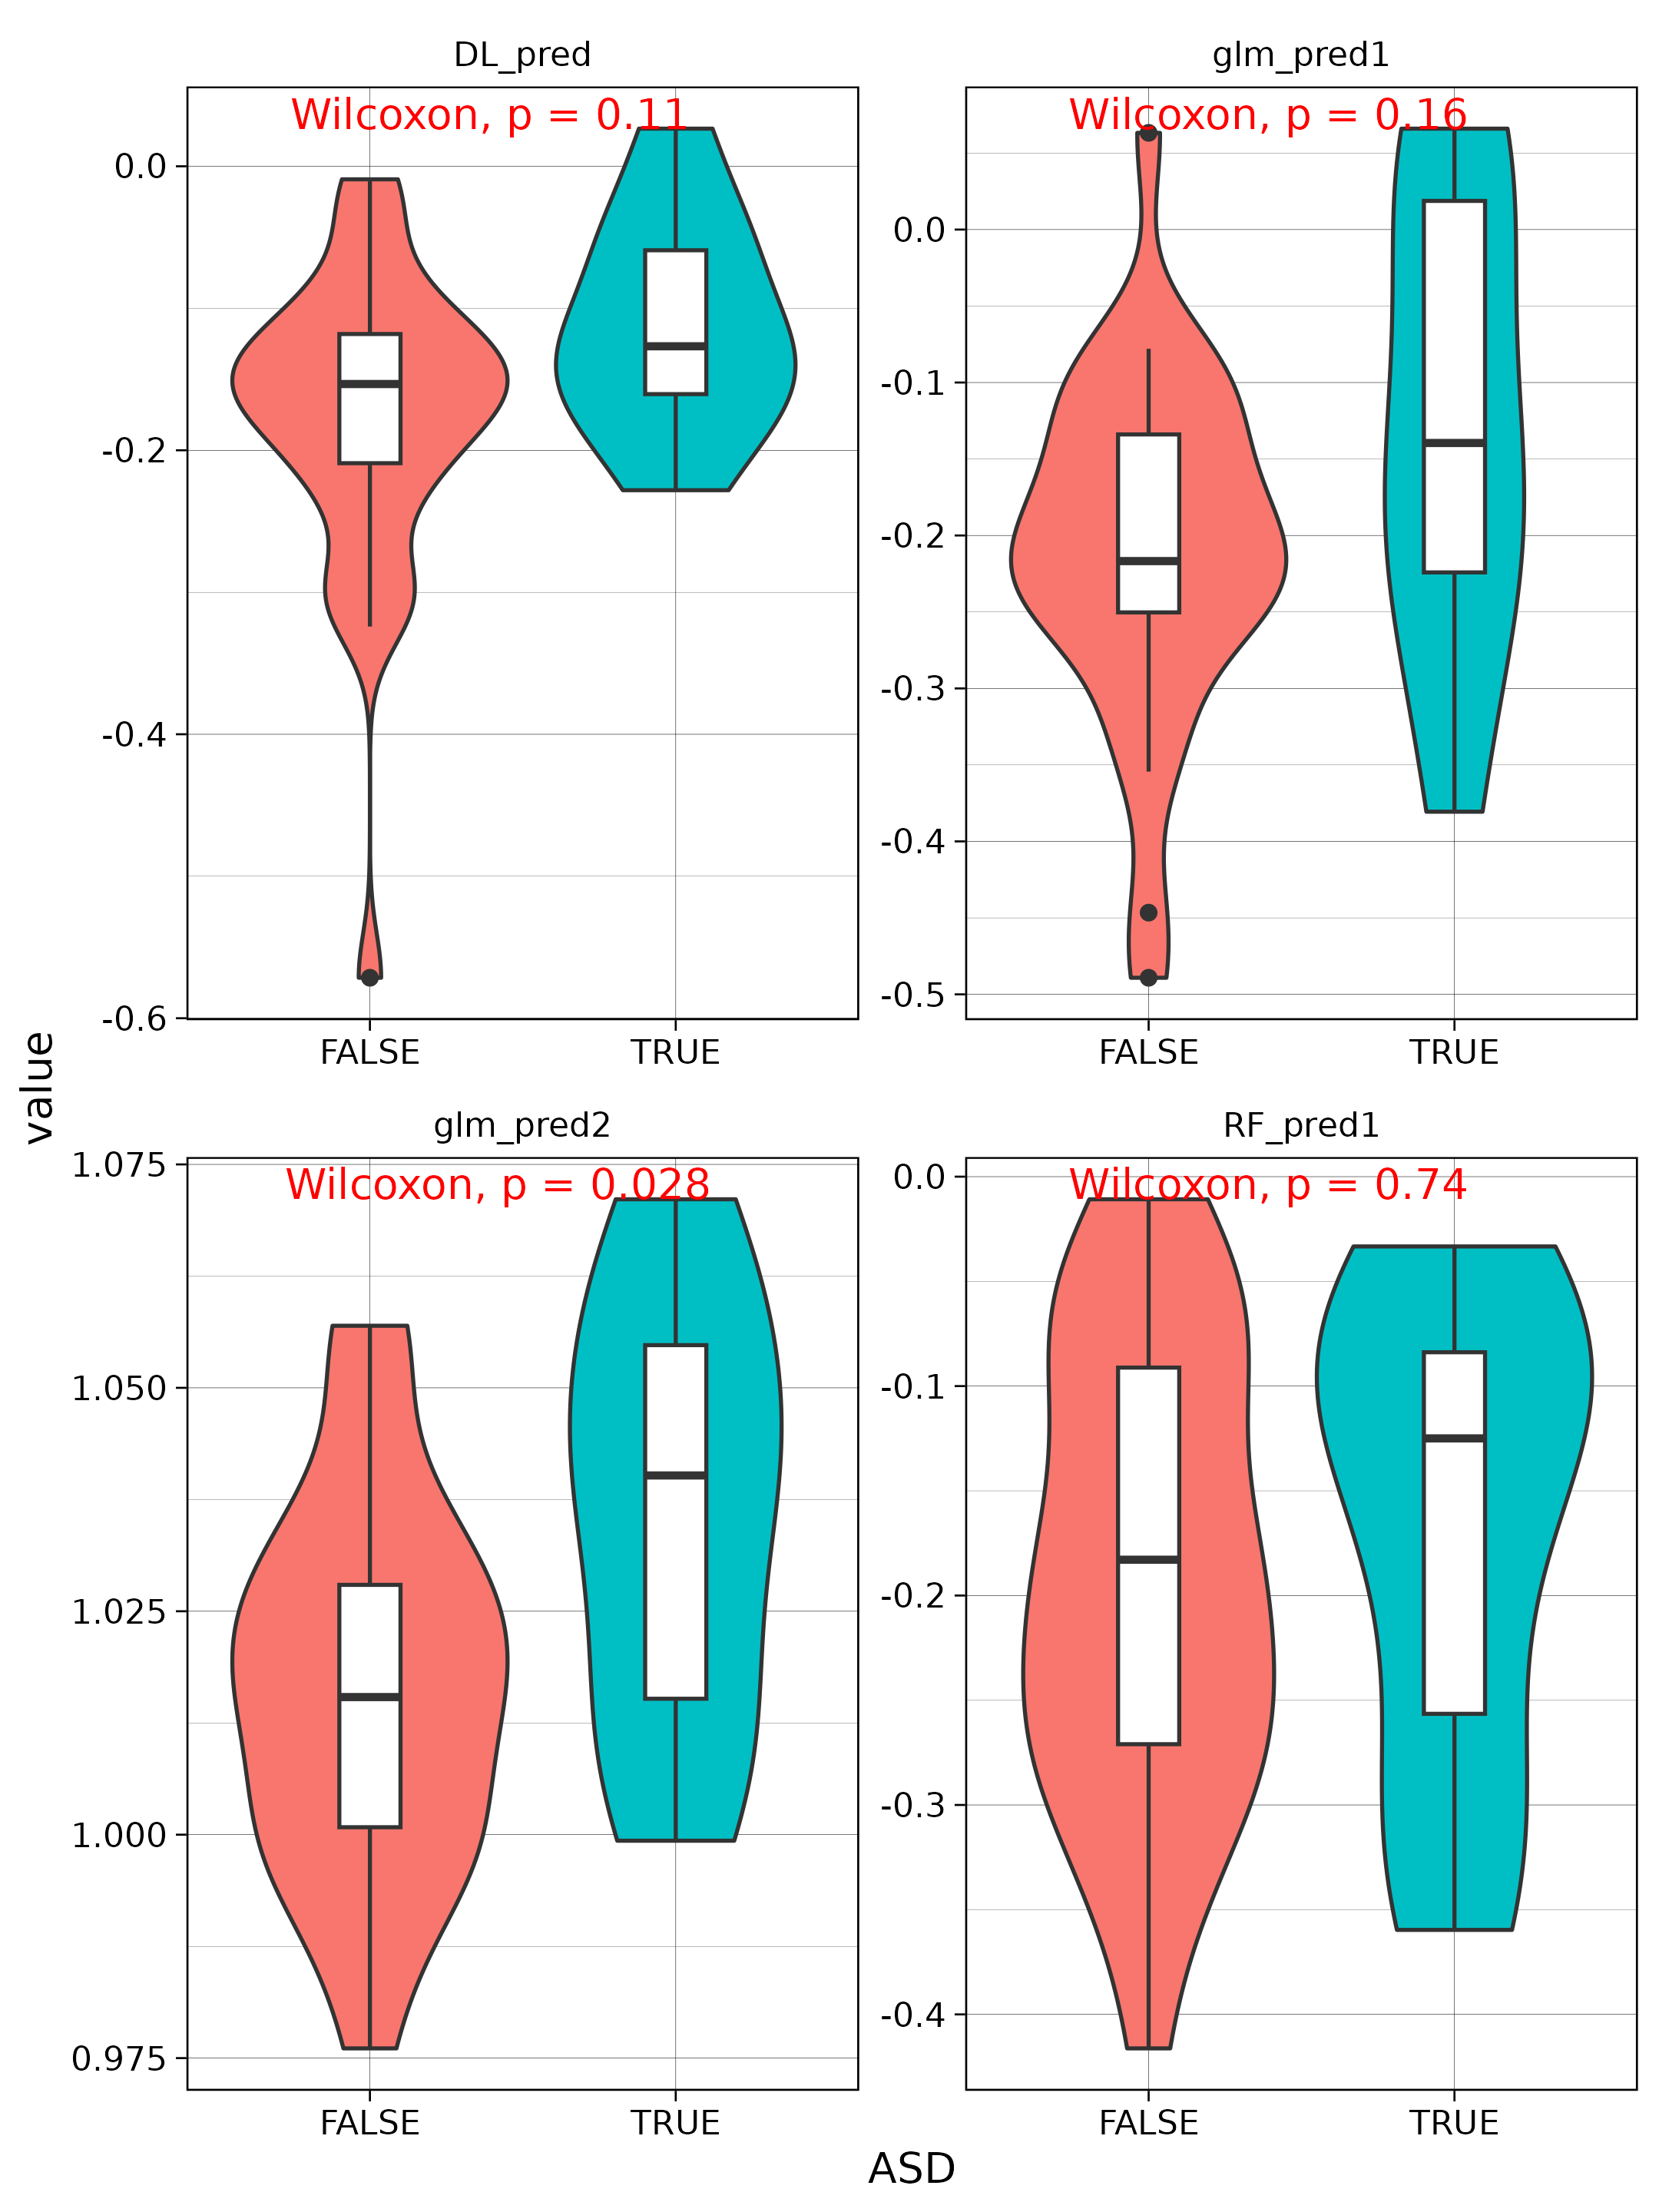 DL_pred
Wilcoxon, p = 0.11
0.0
-0.2
-0.4
-0.6
FALSE TRUE
glm_pred1
Wilcoxon, p = 0.16
0.0
-0.1
-0.2
-0.3
-0.4
-0.5
FALSE TRUE
value
glm_pred2
Wilcoxon, p = 0.028
1.075
1.050
1.025
1.000
0.975
FALSE TRUE
RF_pred1
Wilcoxon, p = 0.74
0.0
-0.1
-0.2
-0.3
-0.4
FALSE TRUE
ASD